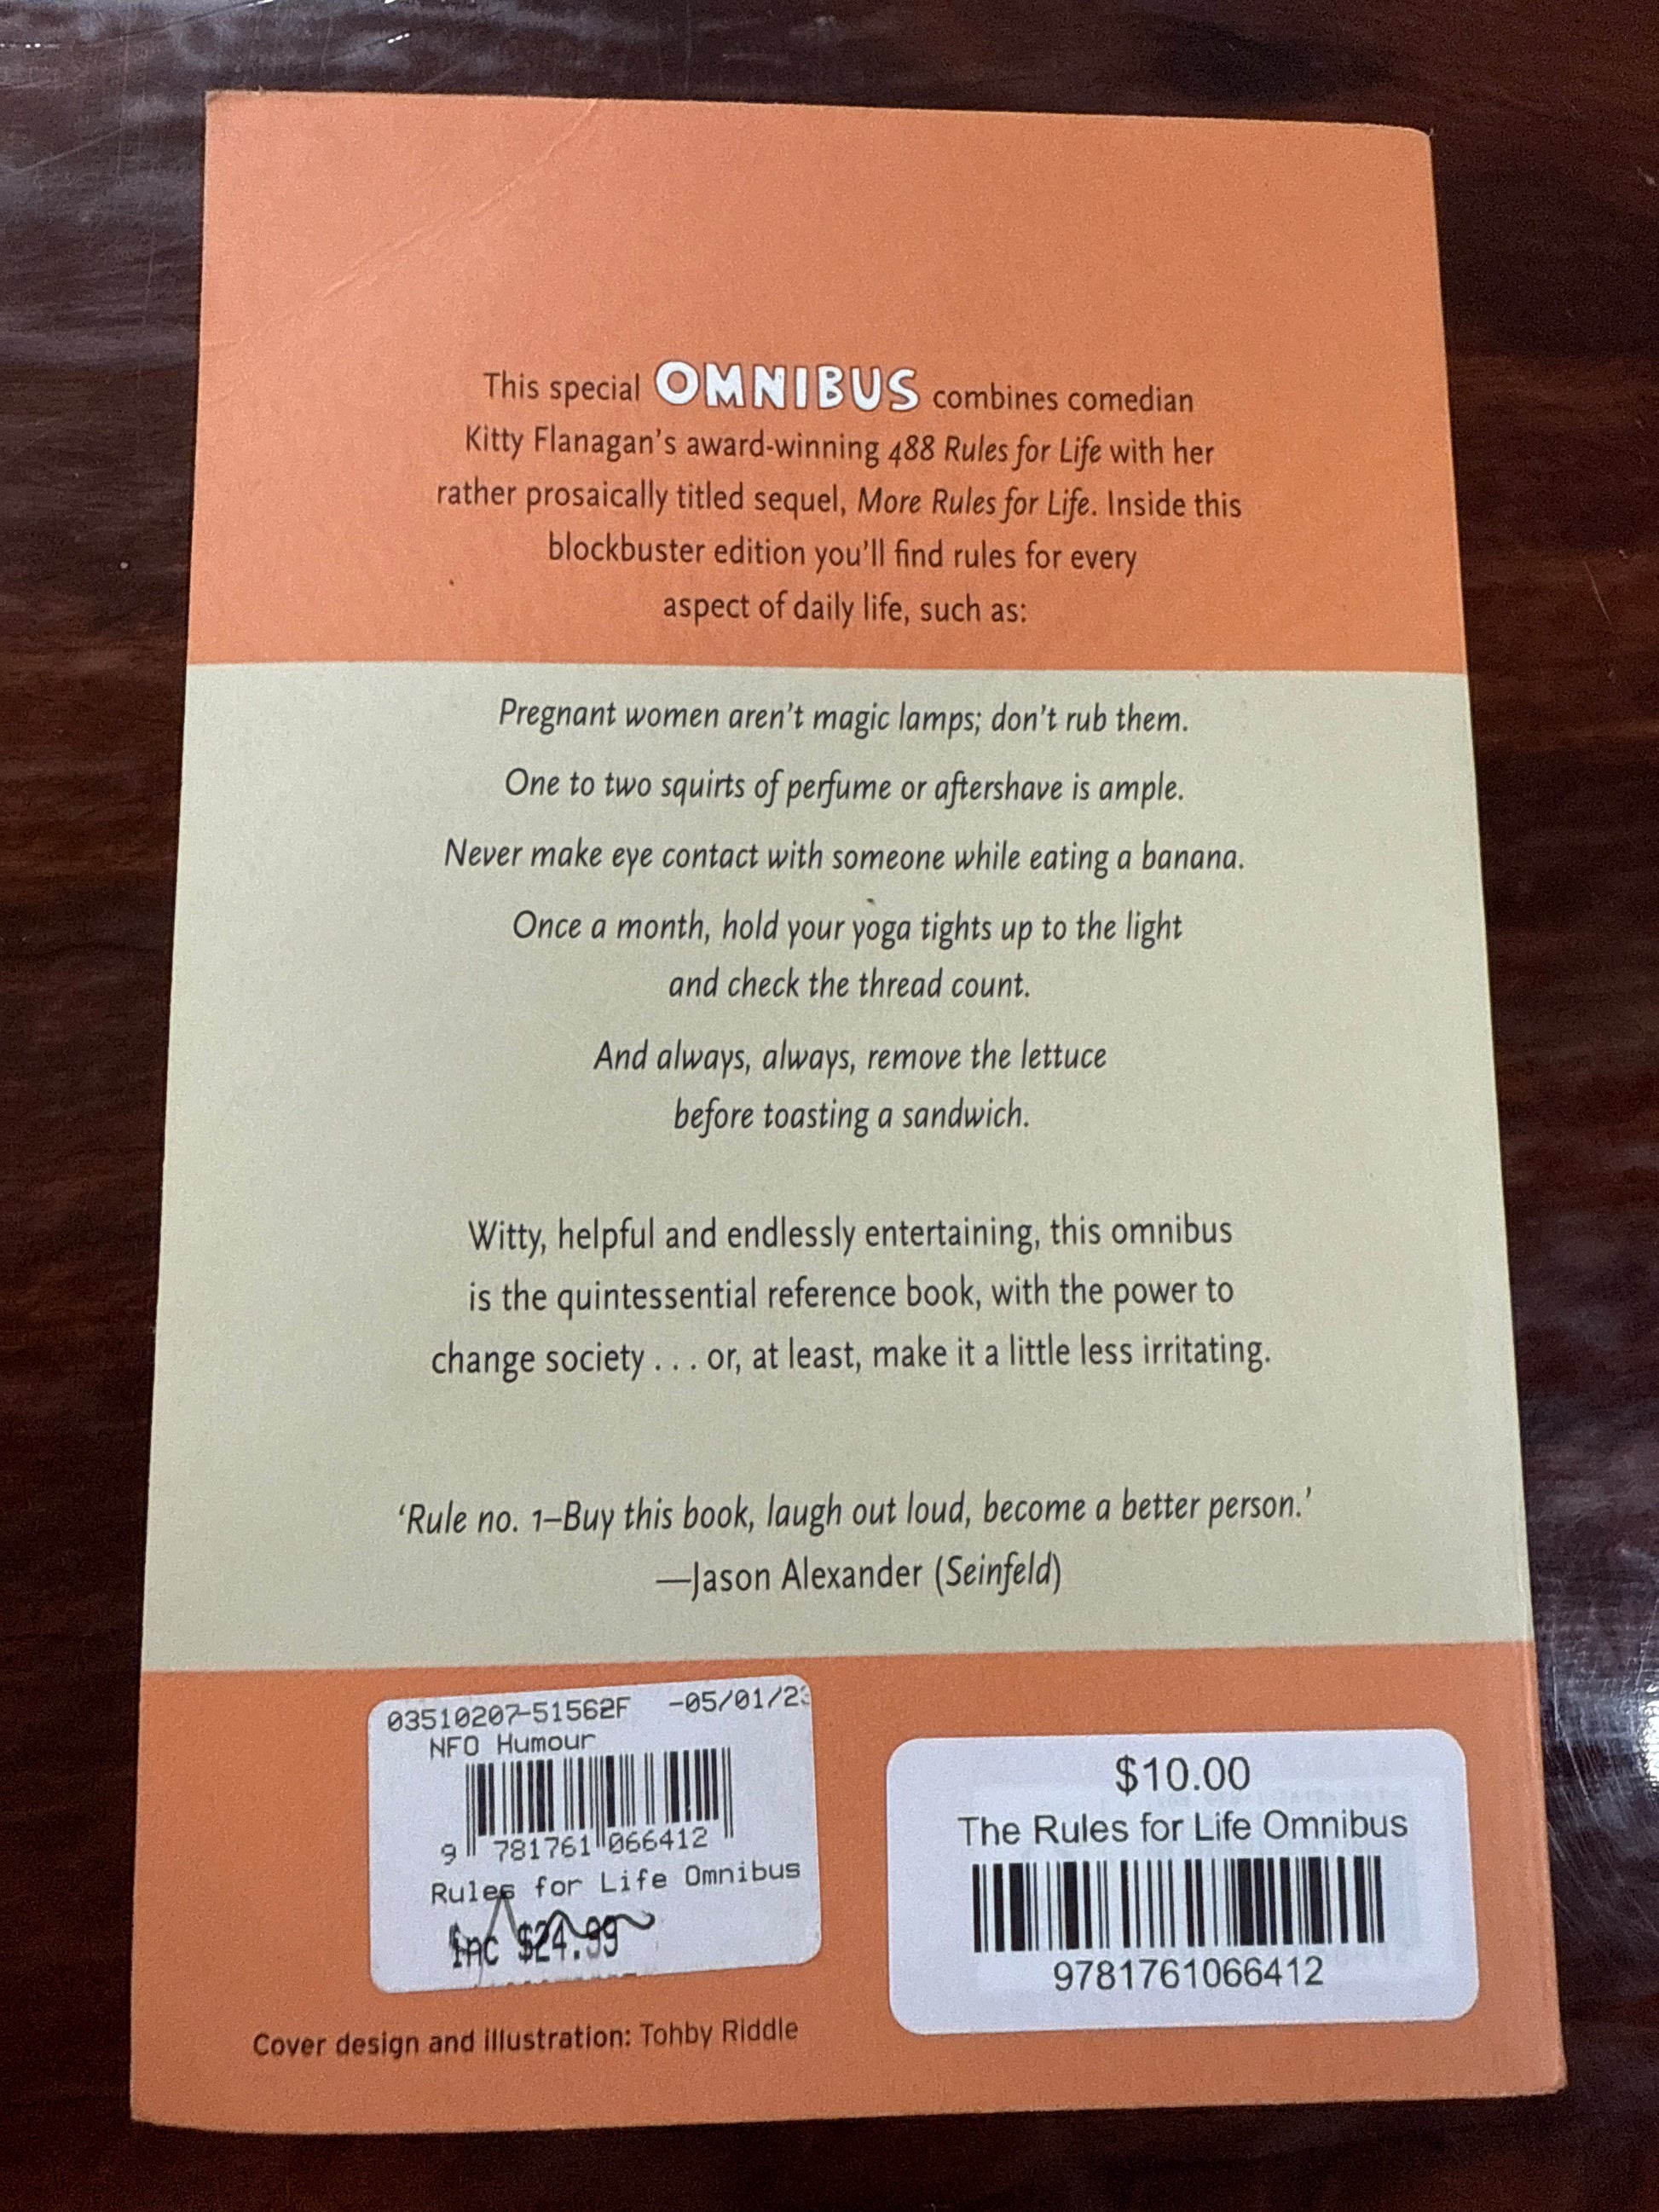 This special OMNIBUS combines comedian
Kitty Flanagan's award-winning 488 Rules for Life with her
rather prosaically titled sequel, More Rules for Life. Inside this
blockbuster edition you'll find rules for every
aspect of daily life, such as:
Pregnant women aren't magic lamps; don't rub them.
One to two squirts of perfume or aftershave is ample.
Never make eye contact with someone while eating a banana.
Once a month, hold your yoga tights up to the light
and check the thread count.
And always, always, remove the lettuce
before toasting a sandwich.
Witty, helpful and endlessly entertaining, this omnibus
is the quintessential reference book, with the power to
change society . . . or, at least, make it a little less irritating.
‘Rule no. 1–Buy this book, laugh out loud, become a better person.’
—Jason Alexander (Seinfeld)
03510207-51562F -05/01/23
NFO Humour
9 781761 066412
Rules for Life Omnibus
inc $24.99
$10.00
The Rules for Life Omnibus
9781761066412
Cover design and illustration: Tohby Riddle